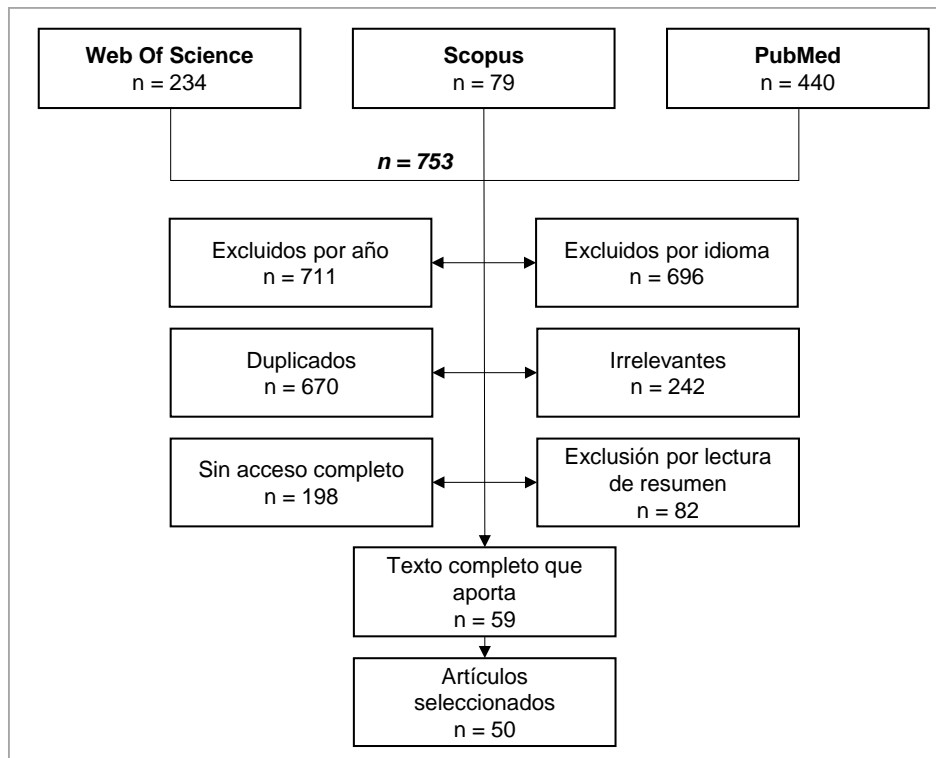 Web Of Science
n = 234
Scopus
n = 79
PubMed
n = 440
n = 753
Excluidos por año
n = 711
Excluidos por idioma
n = 696
Duplicados
n = 670
Irrelevantes
n = 242
Sin acceso completo
n = 198
Exclusión por lectura
de resumen
n = 82
Texto completo que
aporta
n = 59
Artículos
seleccionados
n = 50